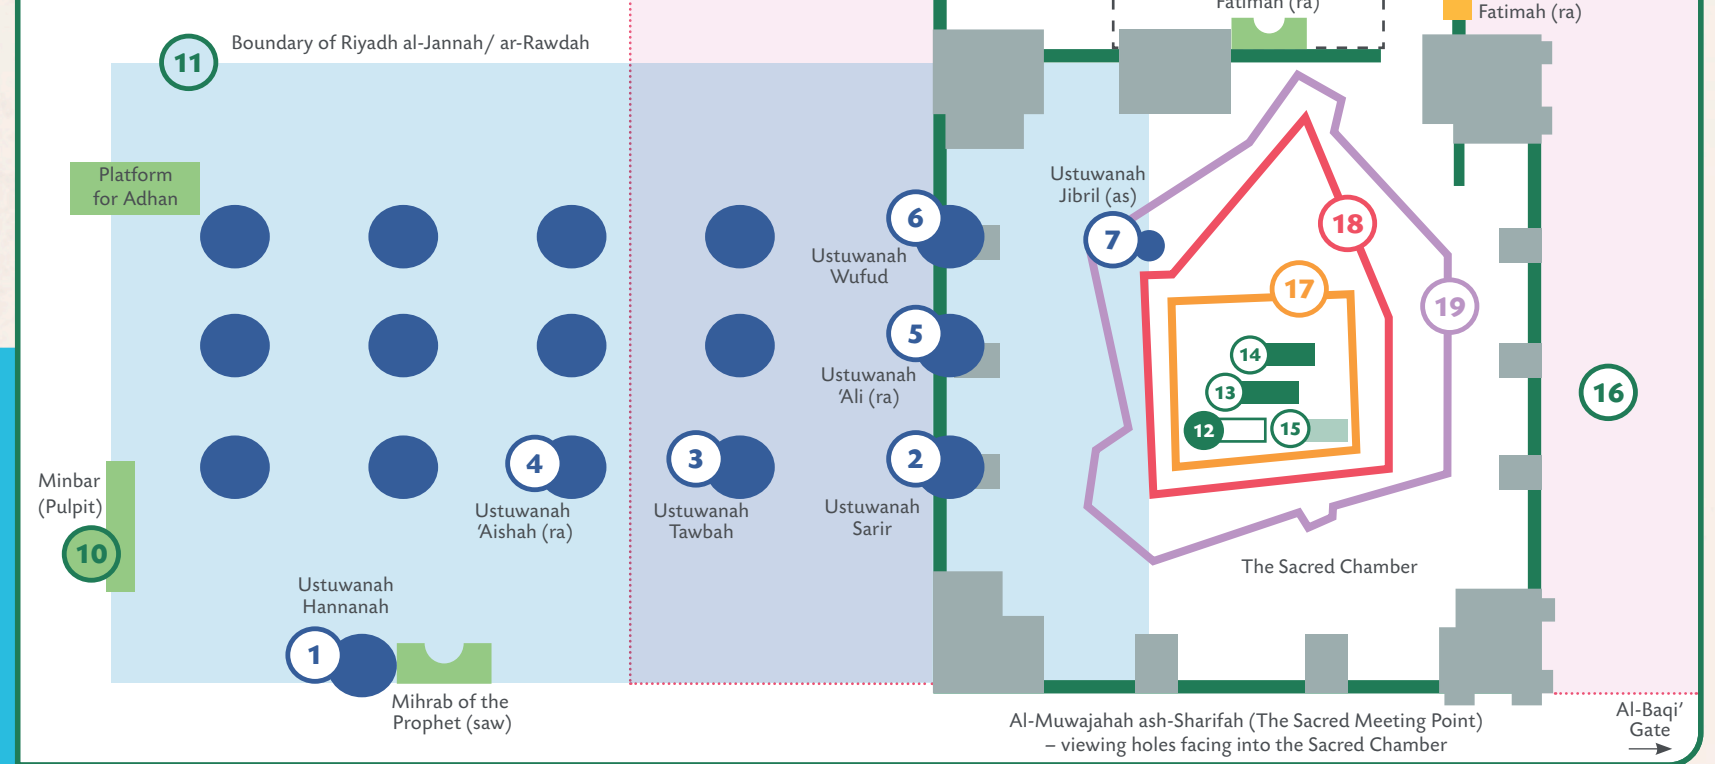 Fatimah (ra)
Fatimah (ra)
11
Boundary of Riyadh al-Jannah/ ar-Rawdah
Platform
for Adhan
6
Ustuwanah
Wufud
Ustuwanah
Jibril (as)
7
18
17
19
5
Ustuwanah
‘Ali (ra)
14
13
12
15
16
4
Ustuwanah
‘Aishah (ra)
3
Ustuwanah
Tawbah
2
Ustuwanah
Sarir
Minbar
(Pulpit)
10
The Sacred Chamber
Ustuwanah
Hannanah
1
Mihrab of the
Prophet (saw)
Al-Muwajahah ash-Sharifah (The Sacred Meeting Point)
– viewing holes facing into the Sacred Chamber
Al-Baqi’
Gate